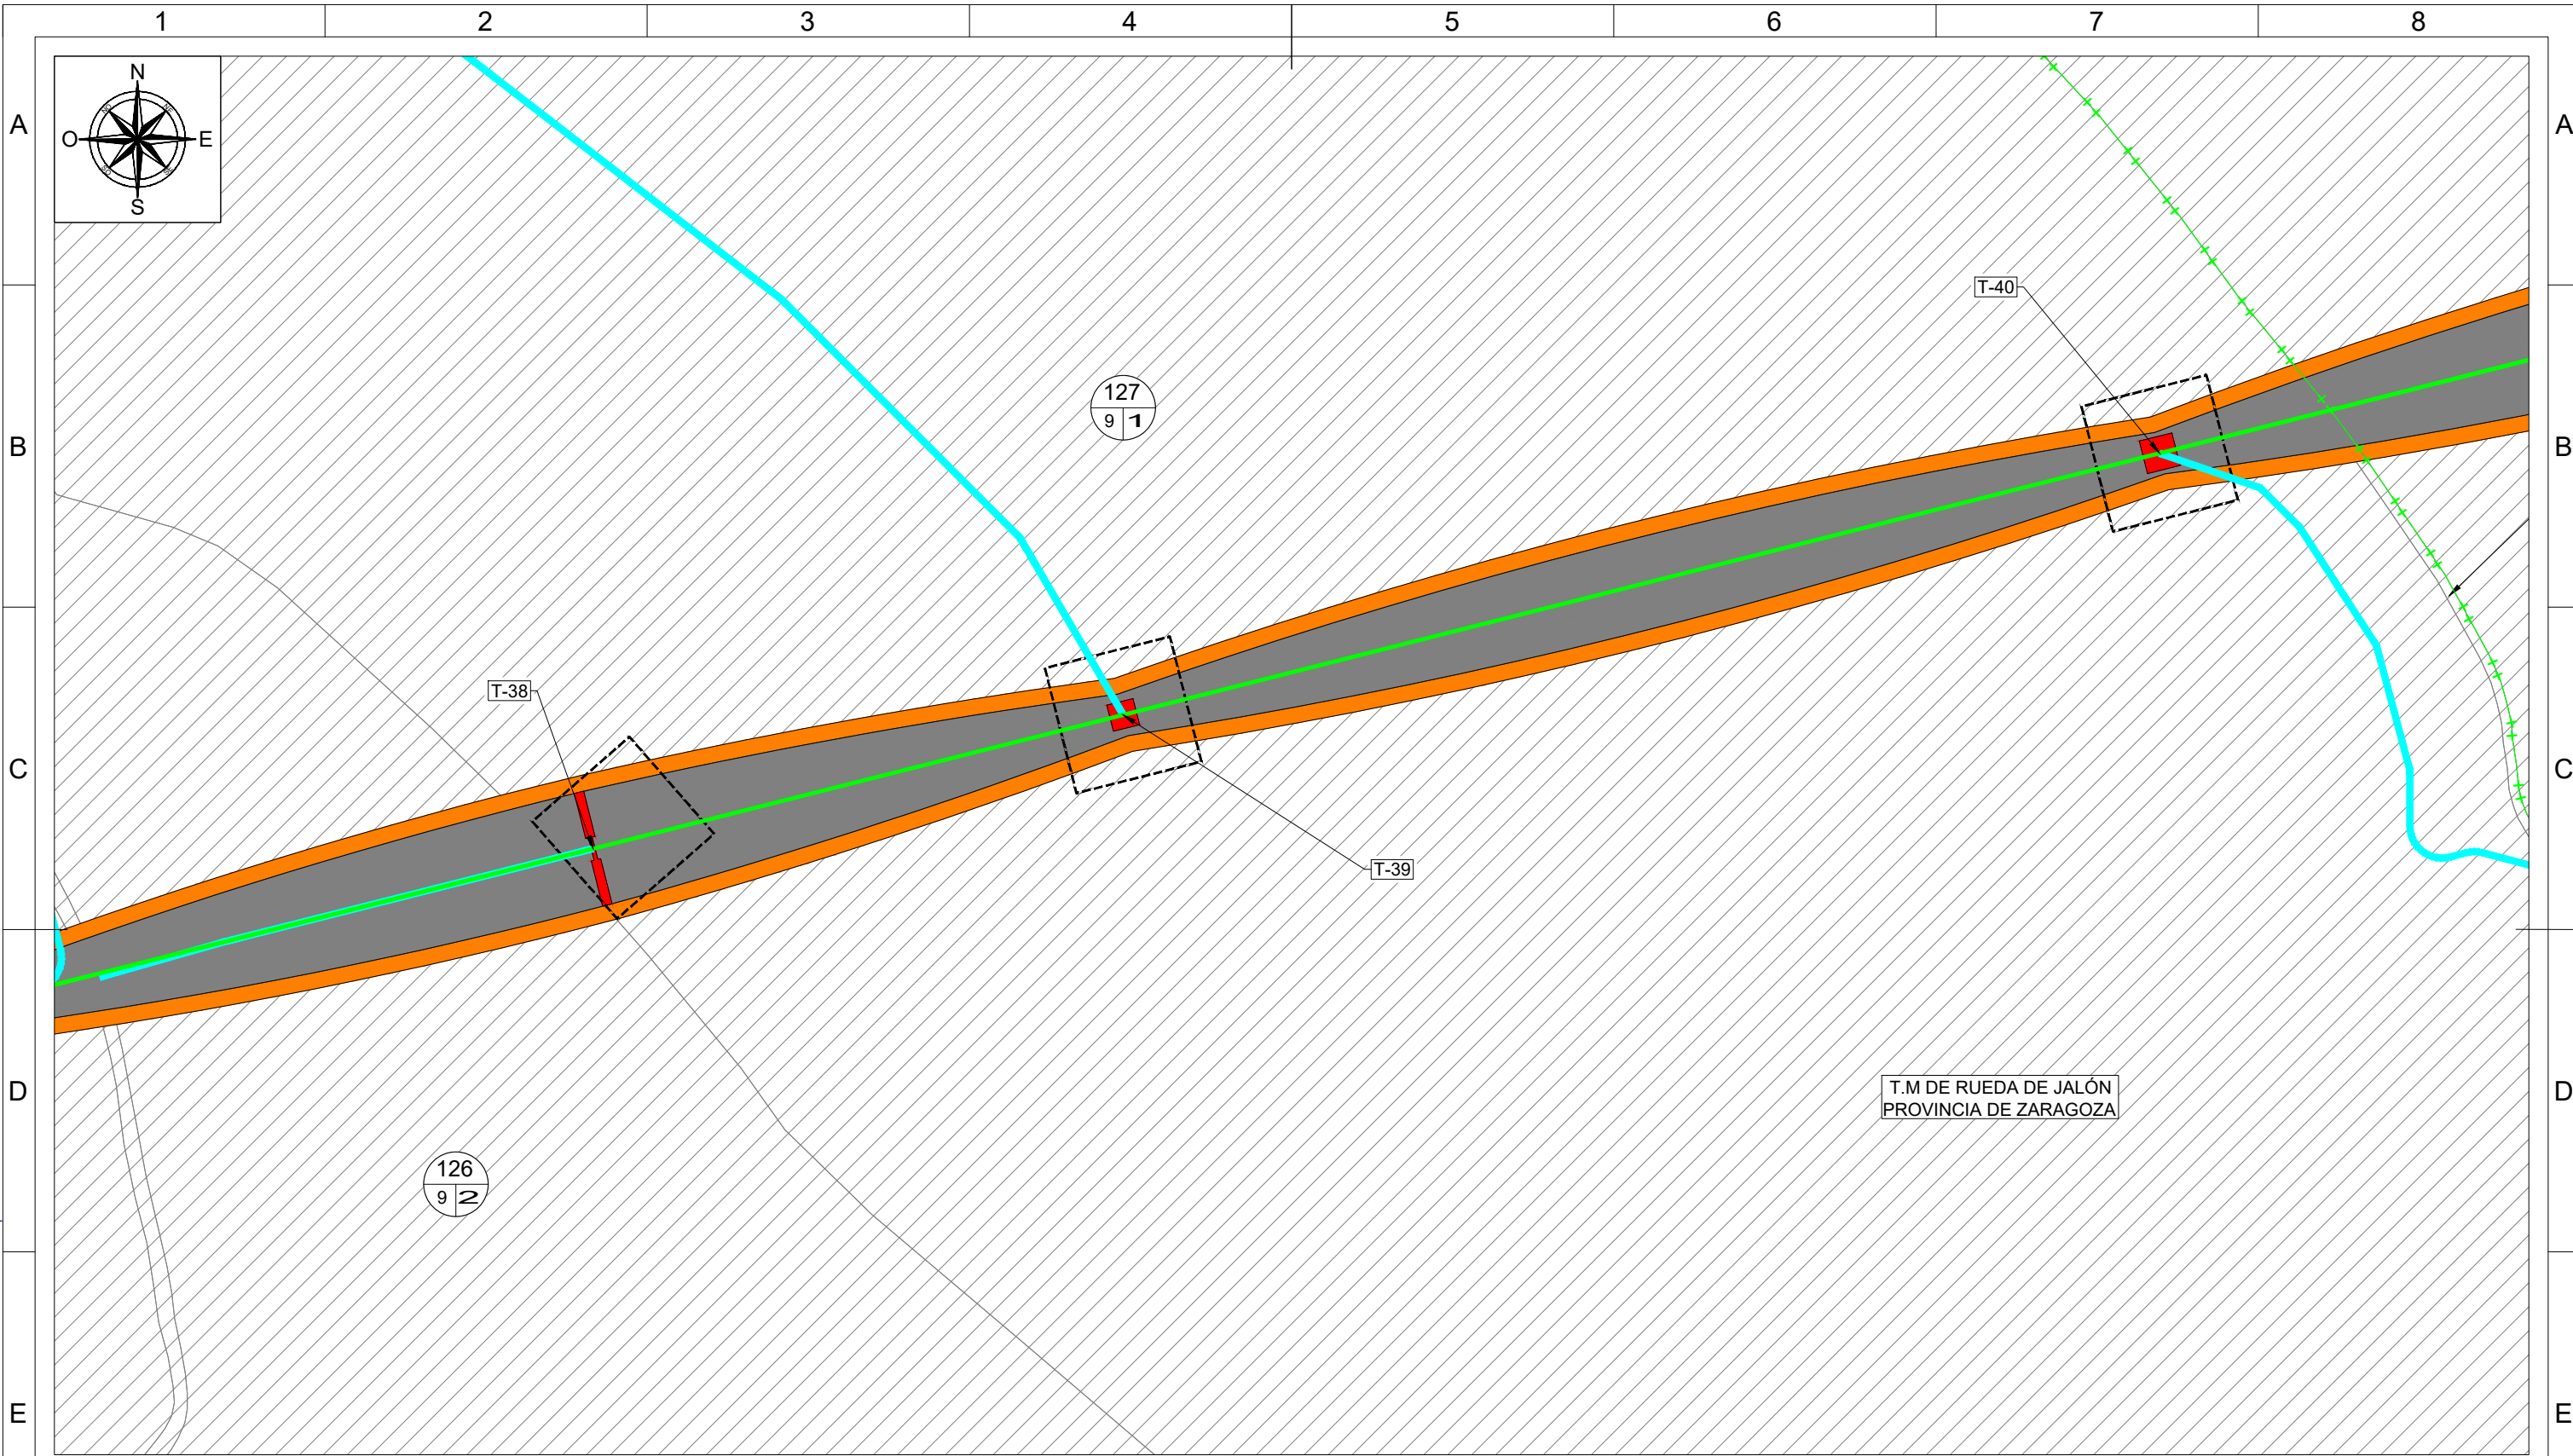 1 2 3 4 5 6 7 8
A A
N
O E
S
T-40
127
9 1
B B
T-38
C C
T-39
T.M DE RUEDA DE JALÓN
PROVINCIA DE ZARAGOZA
D D
126
9 2
E E